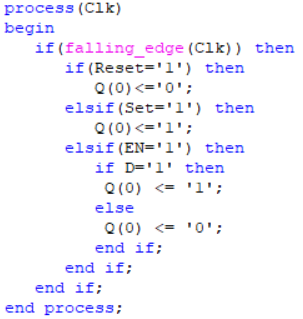 process(Clk)
begin
if(falling_edge(Clk)) then
if(Reset='1') then
Q(0)<='0';
elsif(Set='1') then
Q(0)<='1';
elsif(EN='1') then
if D='1' then
Q(0) <= '1';
else
Q(0) <= '0';
end if;
end if;
end if;
end process;